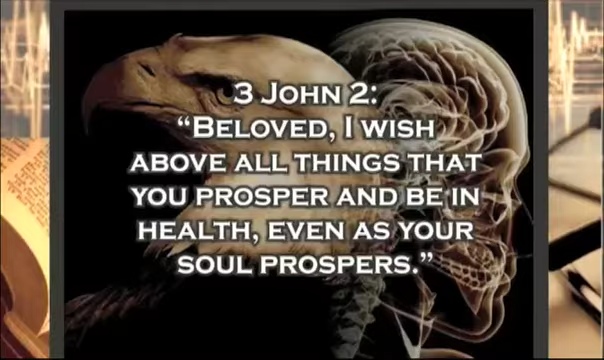 3 John 2:
“Beloved, I wish
above all things that
you prosper and be in
health, even as your
soul prospers.”